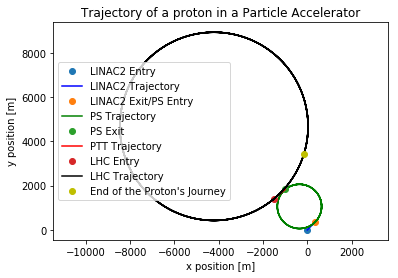 Trajectory of a proton in a Particle Accelerator
y position [m]
8000
6000
4000
2000
0
LINAC2 Entry
LINAC2 Trajectory
LINAC2 Exit/PS Entry
PS Trajectory
PS Exit
PTT Trajectory
LHC Entry
LHC Trajectory
End of the Proton's Journey
−10000 −8000 −6000 −4000 −2000 0 2000
x position [m]